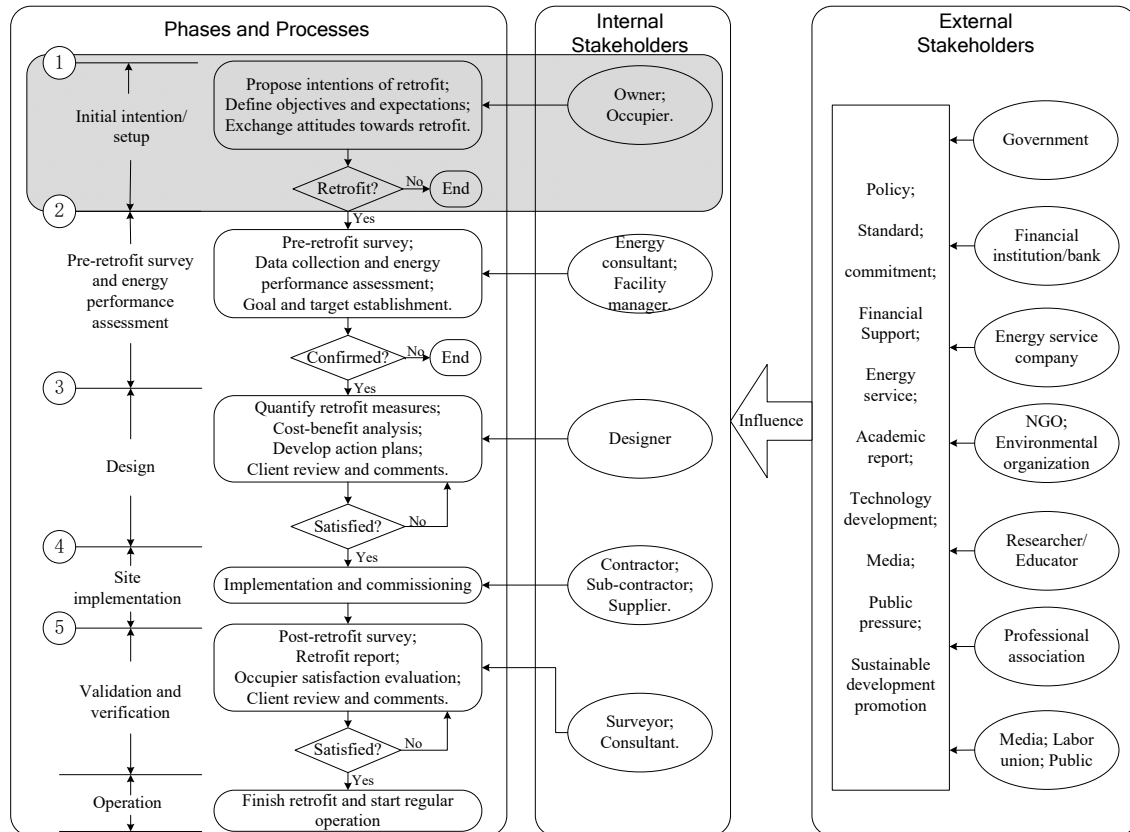 Phases and Processes
1
Initial intention/
setup
Propose intentions of retrofit;
Define objectives and expectations;
Exchange attitudes towards retrofit.
Retrofit?
No
End
Yes
2
Pre-retrofit survey
and energy
performance
assessment
Pre-retrofit survey;
Data collection and energy
performance assessment;
Goal and target establishment.
Confirmed?
No
End
Yes
3
Design
Quantify retrofit measures;
Cost-benefit analysis;
Develop action plans;
Client review and comments.
Satisfied?
No
Yes
4
Site
implementation
Implementation and commissioning
5
Validation and
verification
Post-retrofit survey;
Retrofit report;
Occupier satisfaction evaluation;
Client review and comments.
Satisfied?
No
Yes
Operation
Finish retrofit and start regular
operation
Internal
Stakeholders
Owner;
Occupier.
Energy
consultant;
Facility
manager.
Designer
Contractor;
Sub-contractor;
Supplier.
Surveyor;
Consultant.
Influence
External
Stakeholders
Policy;
Standard;
commitment;
Financial
Support;
Energy
service;
Academic
report;
Technology
development;
Media;
Public
pressure;
Sustainable
development
promotion
Government
Financial
institution/bank
Energy service
company
NGO;
Environmental
organization
Researcher/
Educator
Professional
association
Media; Labor
union; Public